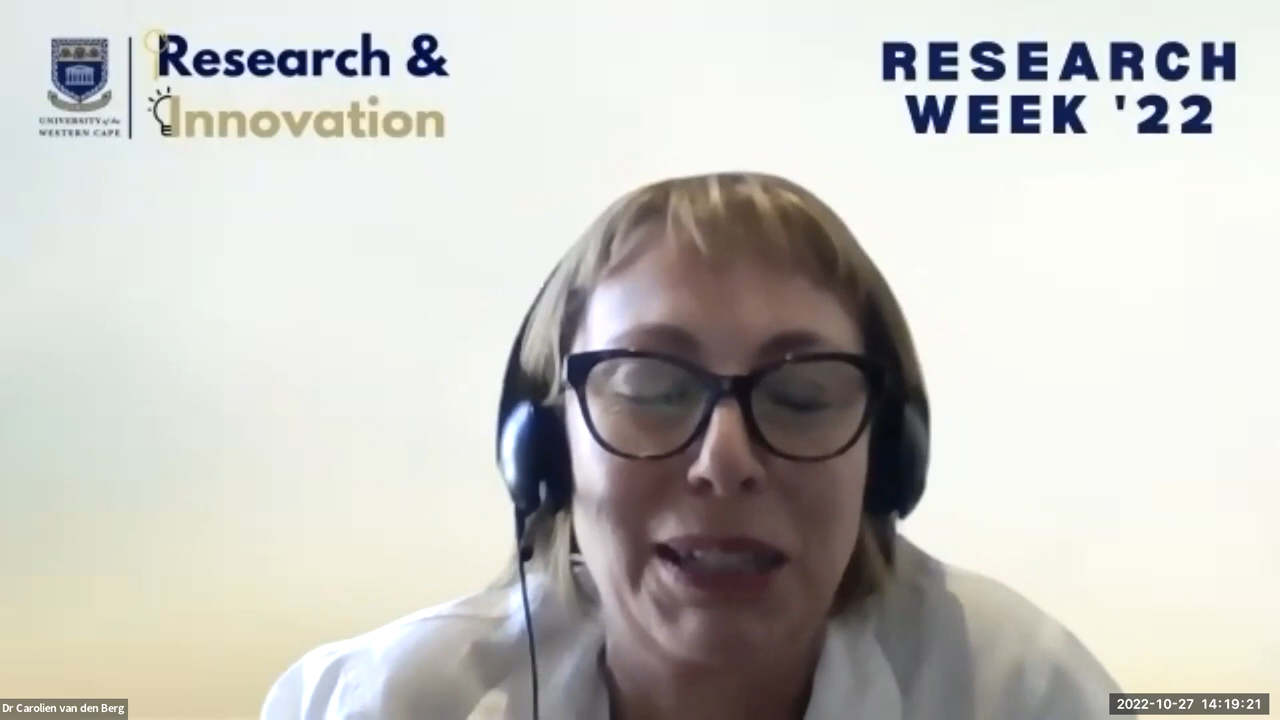 Research &
Innovation
UNIVERSITY of the
WESTERN CAPE
RESEARCH
WEEK '22
Dr Carolien van den Berg
2022-10-27 14:19:21